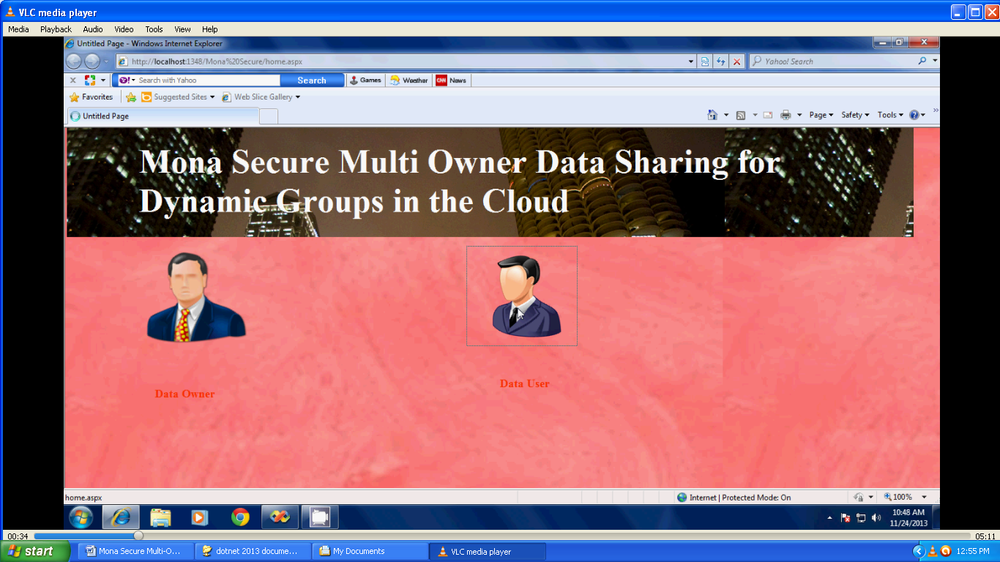 VLC media player
Media Playback Audio Video Tools View Help
Untitled Page - Windows Internet Explorer
http://localhost:1348/Mona%20Secure/home.aspx
Yahoo! Search
Y! Search with Yahoo
Search
Games
Weather
CNN News
Favorites
Suggested Sites
Web Slice Gallery
Untitled Page
Page Safety Tools
Mona Secure Multi Owner Data Sharing for
Dynamic Groups in the Cloud
Data User
Data Owner
home.aspx
Internet | Protected Mode: On
100%
10:48 AM
11/24/2013
00:34
05:11
start
Mona Secure Multi-O...
dotnet 2013 docume...
My Documents
VLC media player
12:55 PM